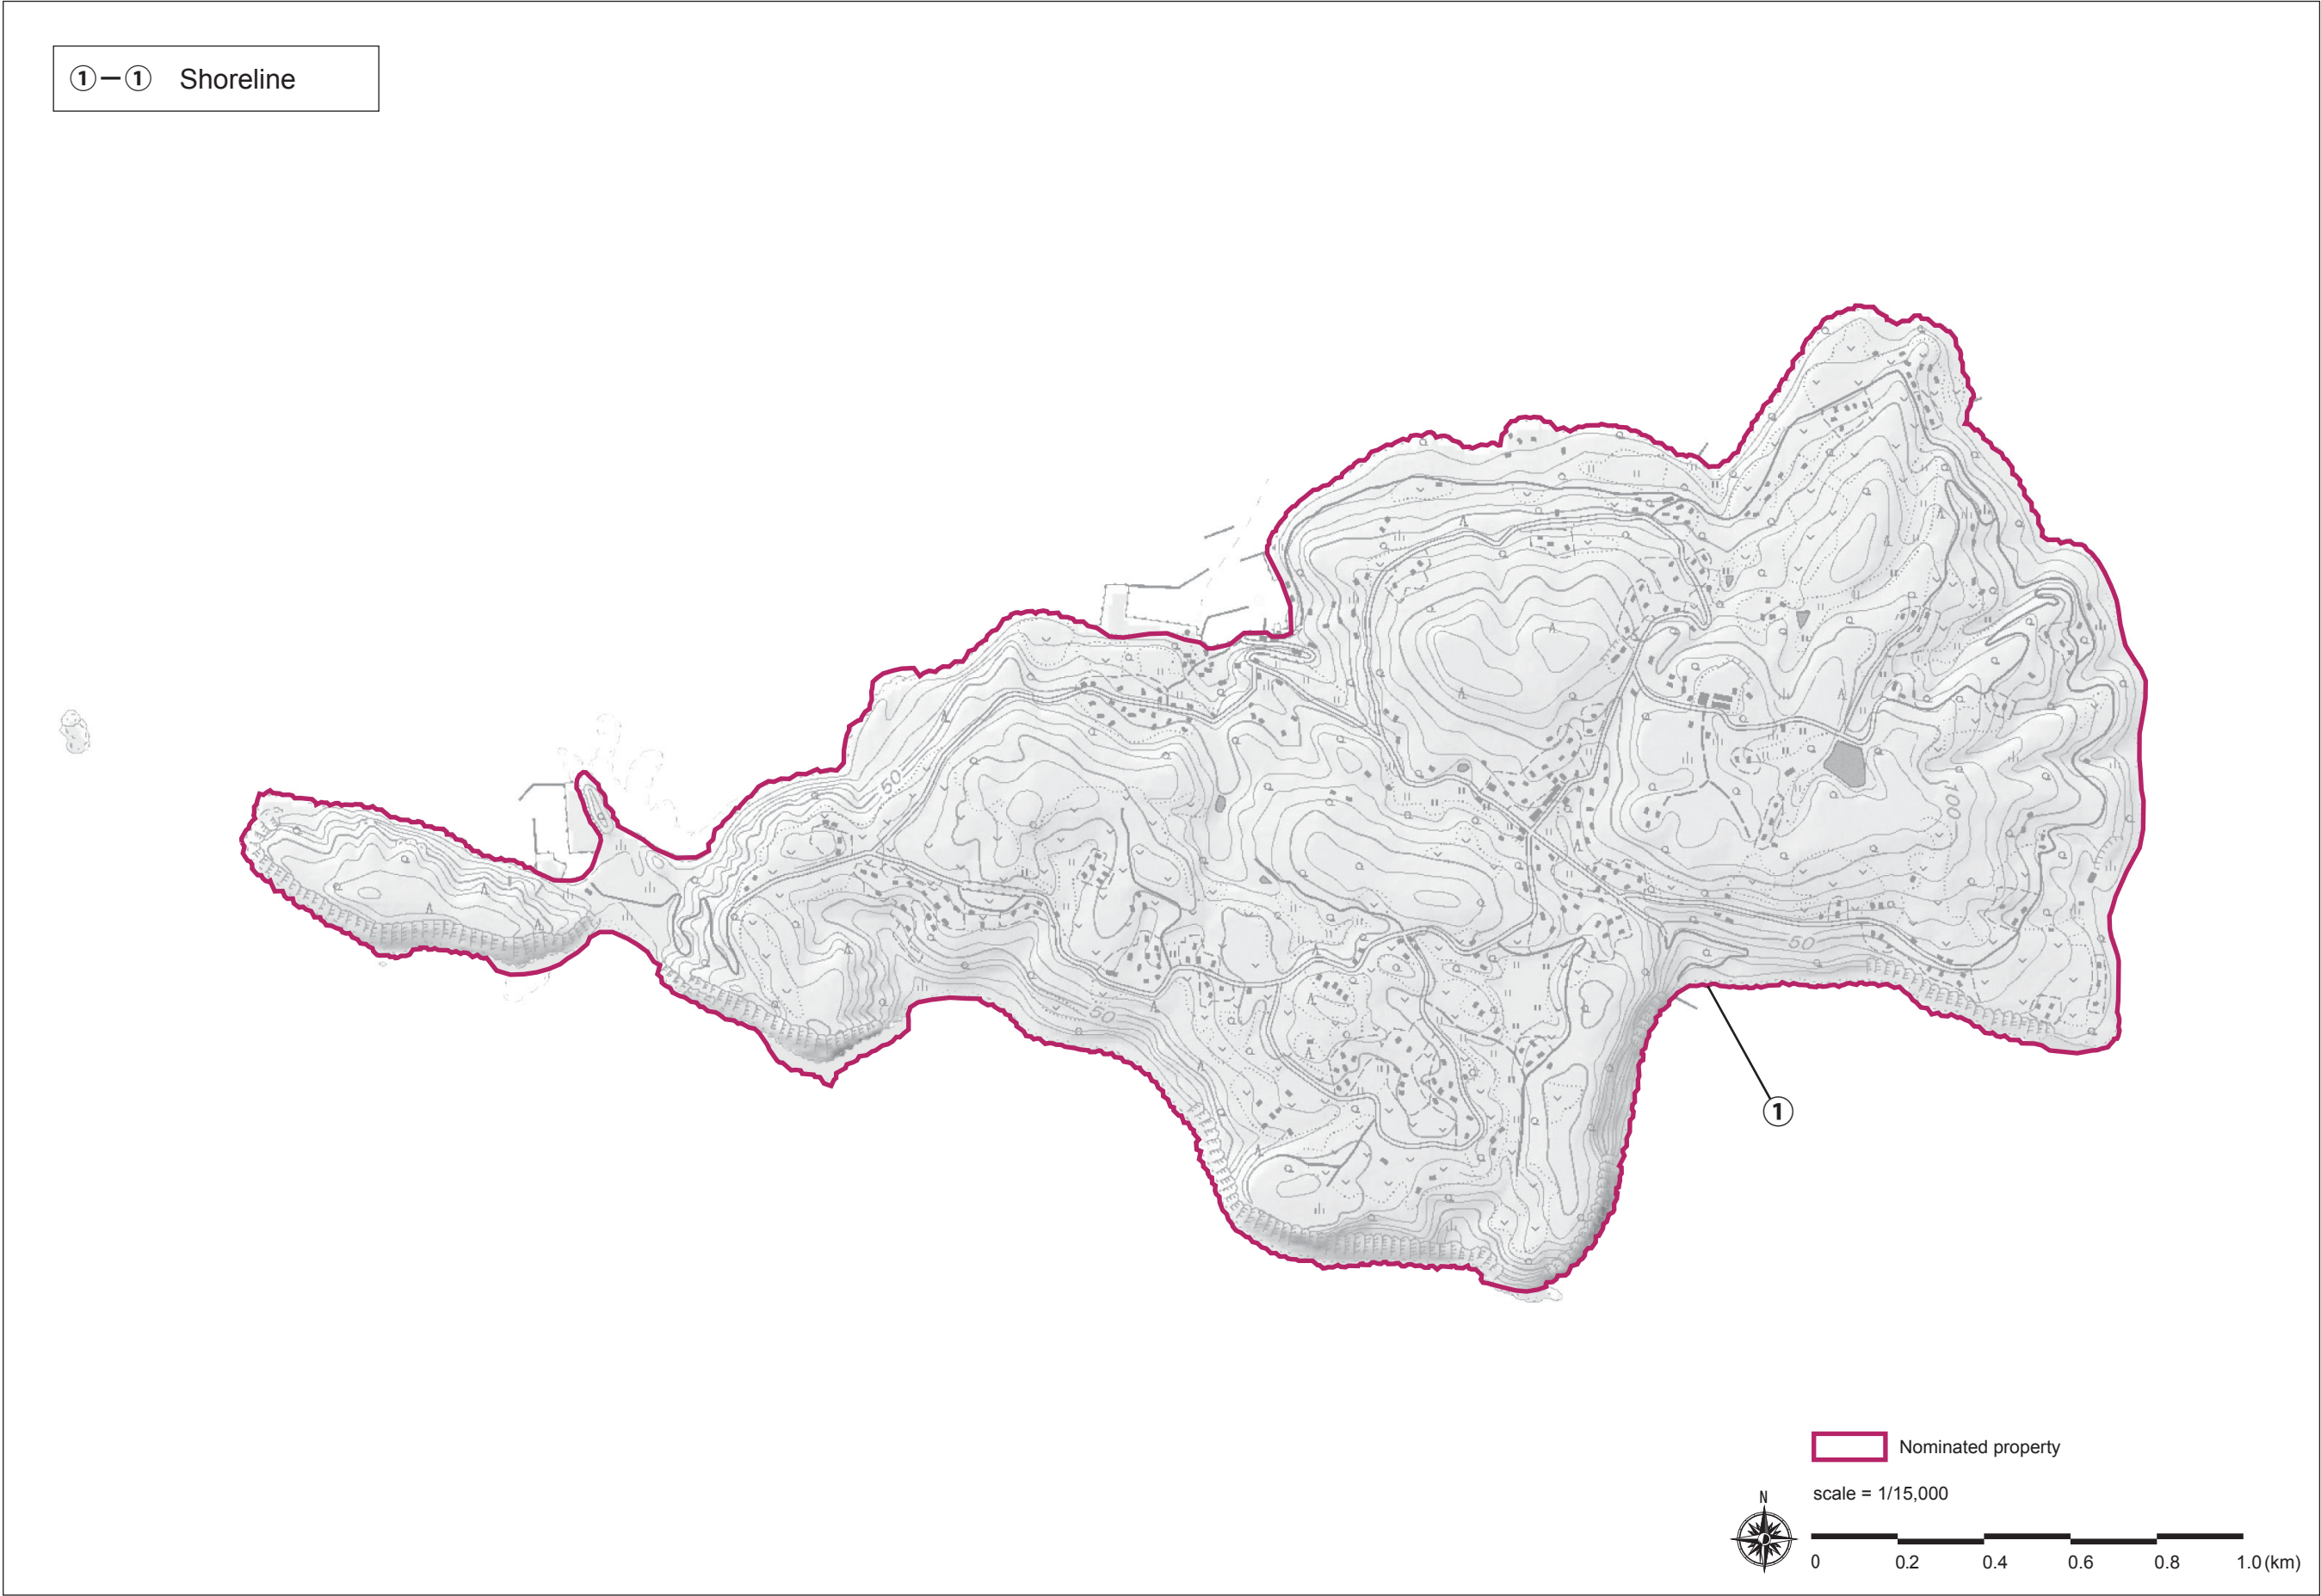 ①ー① Shoreline
50
100
50
50
①
Nominated property
scale = 1/15,000
N
0 0.2 0.4 0.6 0.8 1.0 (km)